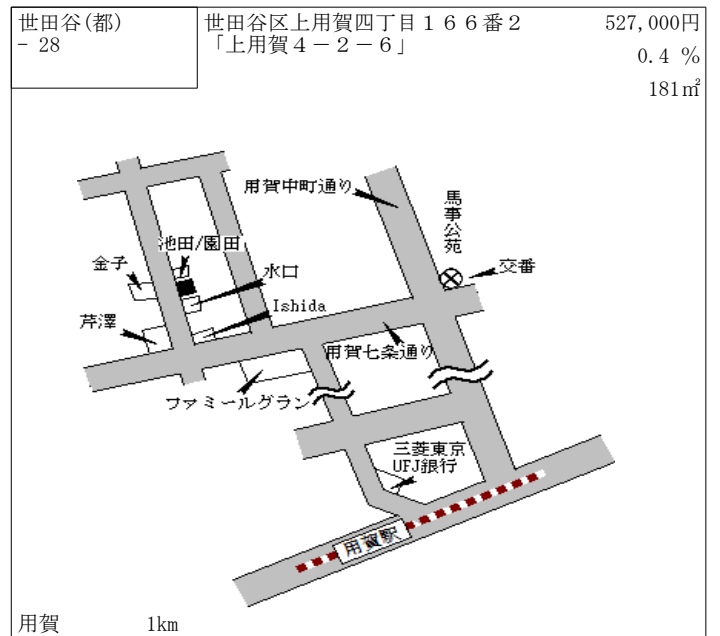 世田谷(都)
- 28
世田谷区上用賀四丁目１６６番２
「上用賀４－２－６」
527,000円
0.4 %
181㎡
用賀中町通り
馬事公苑
交番
池田/園田
金子
水口
Ishida
芹澤
用賀七条通り
ファミールグラン
三菱東京
UFJ銀行
用賀駅
用賀 1km